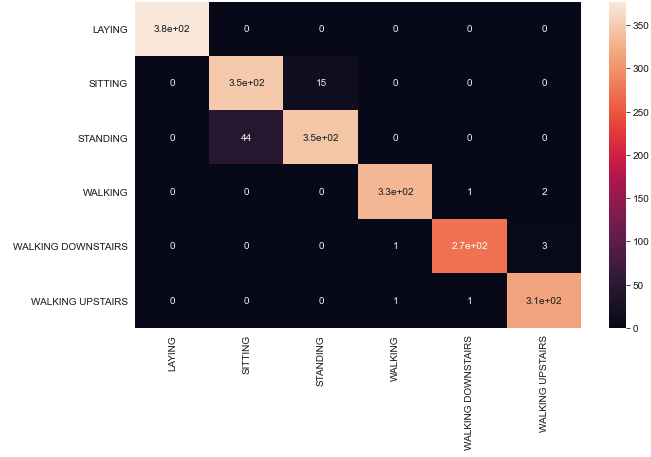 LAYING 3.8e+02 0 0 0 0 0
SITTING 0 3.5e+02 15 0 0 0
STANDING 0 44 3.5e+02 0 0 0
WALKING 0 0 0 3.3e+02 1 2
WALKING DOWNSTAIRS 0 0 0 1 2.7e+02 3
WALKING UPSTAIRS 0 0 0 1 1 3.1e+02
LAYING
SITTING
STANDING
WALKING
WALKING DOWNSTAIRS
WALKING UPSTAIRS
350
300
250
200
150
100
50
0